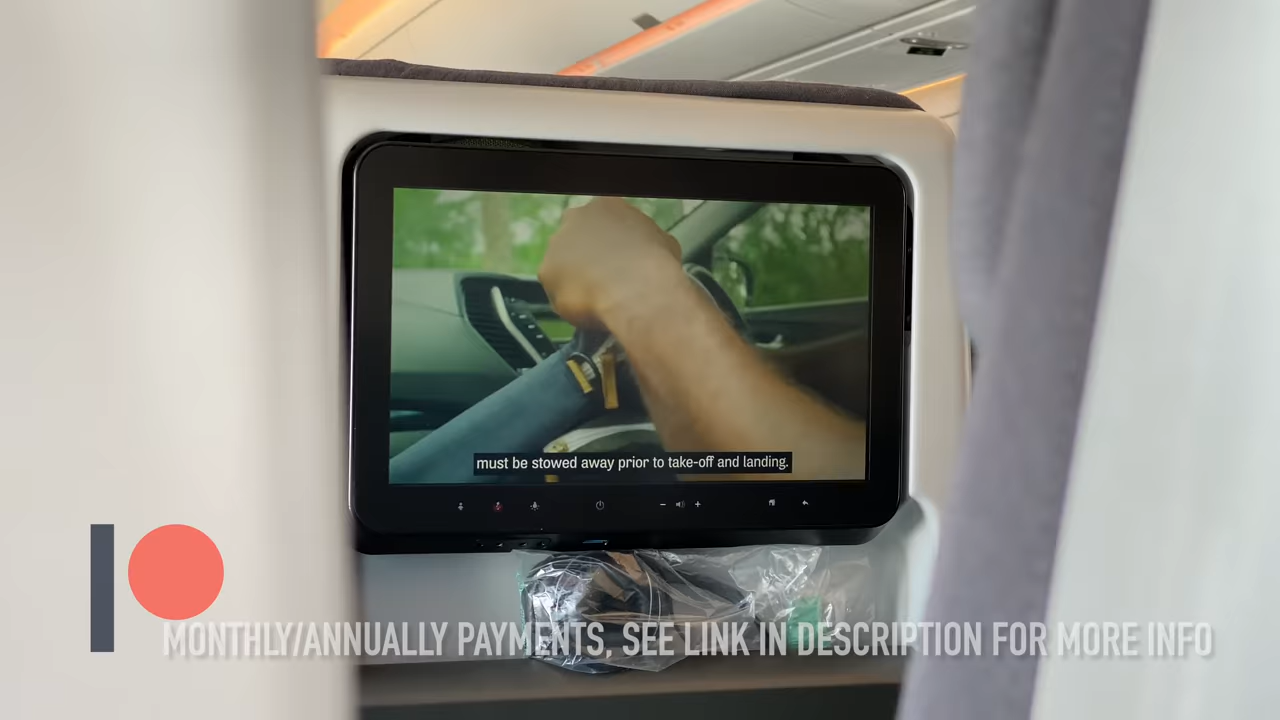 must be stowed away prior to take-off and landing.
MONTHLY/ANNUALLY PAYMENTS, SEE LINK IN DESCRIPTION FOR MORE INFO